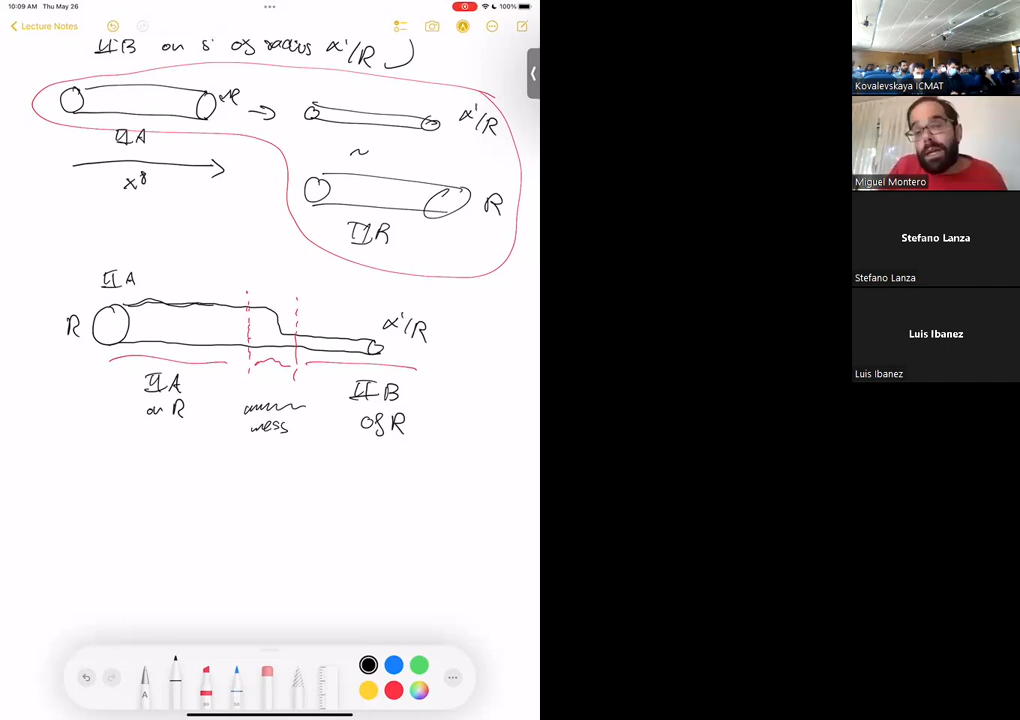 10:09 AM Thu May 26
100%
Lecture Notes
IIB on S' of radius α'/R )
R
α'/R
IIA
~
x⁸
R
IIA
R
α'/R
IIA
IIB
on R
of R
mess
A
Kovalevskaya ICMAT
Miguel Montero
Stefano Lanza
Stefano Lanza
Luis Ibanez
Luis Ibanez